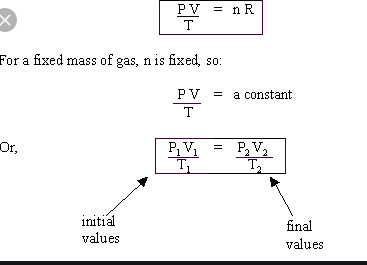 P V / T = n R
For a fixed mass of gas, n is fixed, so:
P V / T = a constant
Or,
P₁ V₁ / T₁ = P₂ V₂ / T₂
initial
values
final
values